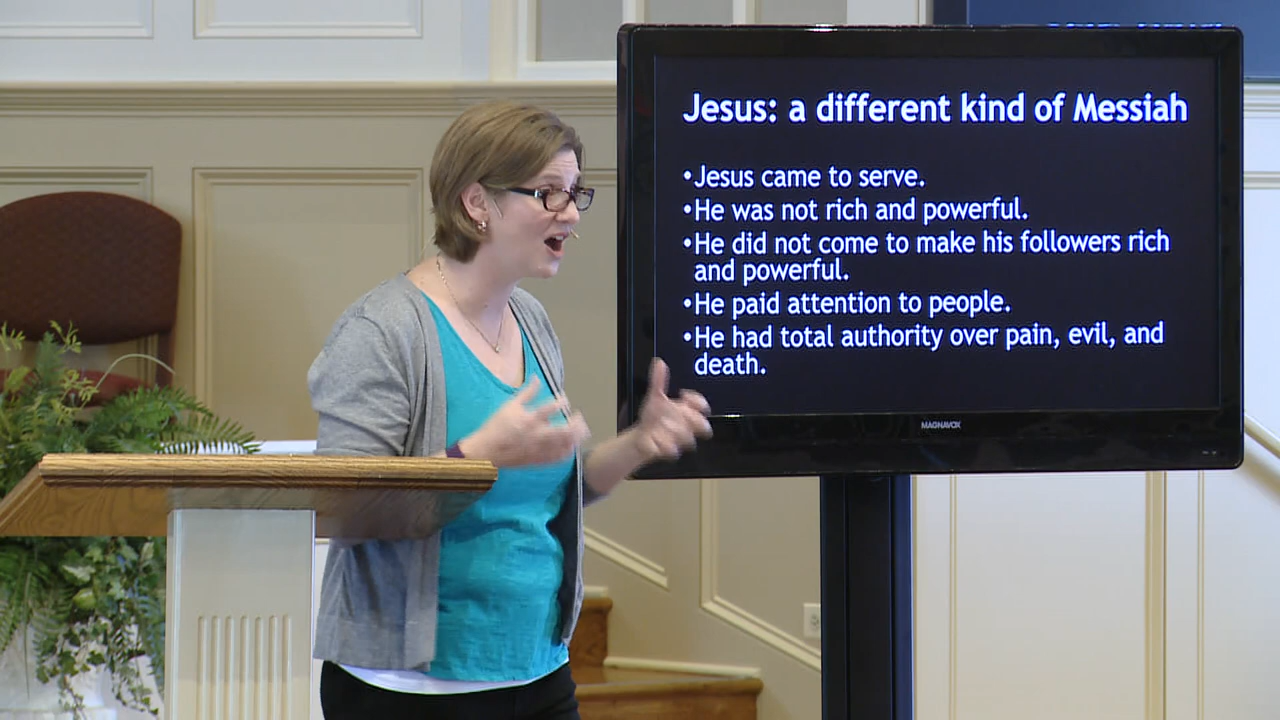 Jesus: a different kind of Messiah
•Jesus came to serve.
•He was not rich and powerful.
•He did not come to make his followers rich
and powerful.
•He paid attention to people.
•He had total authority over pain, evil, and
death.
MAGNAVOX